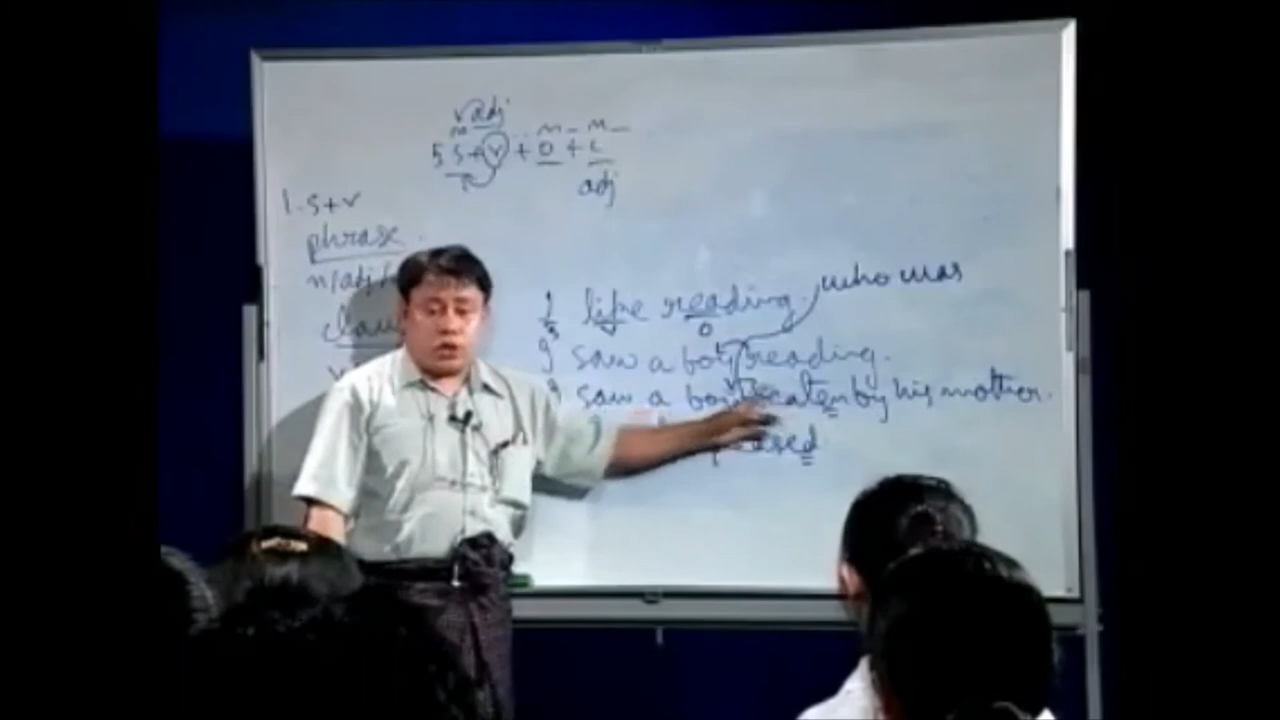 v adj
n n n
5 S+V + O + C
adj
1. S+V
phrase.
n/adj/
clau
I like reading. who was
S V O
I saw a boy reading.
I saw a boy beaten by his mother.